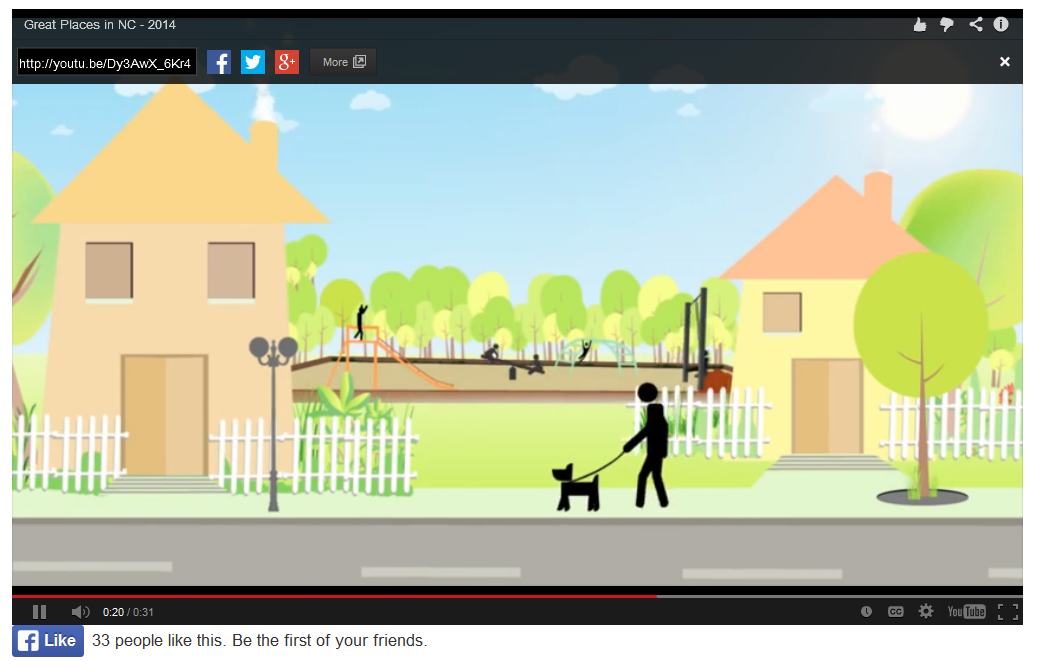 Great Places in NC - 2014
http://youtu.be/Dy3AwX_6Kr4
f
g+
More
0:20 / 0:31
CC
YouTube
f Like
33 people like this. Be the first of your friends.